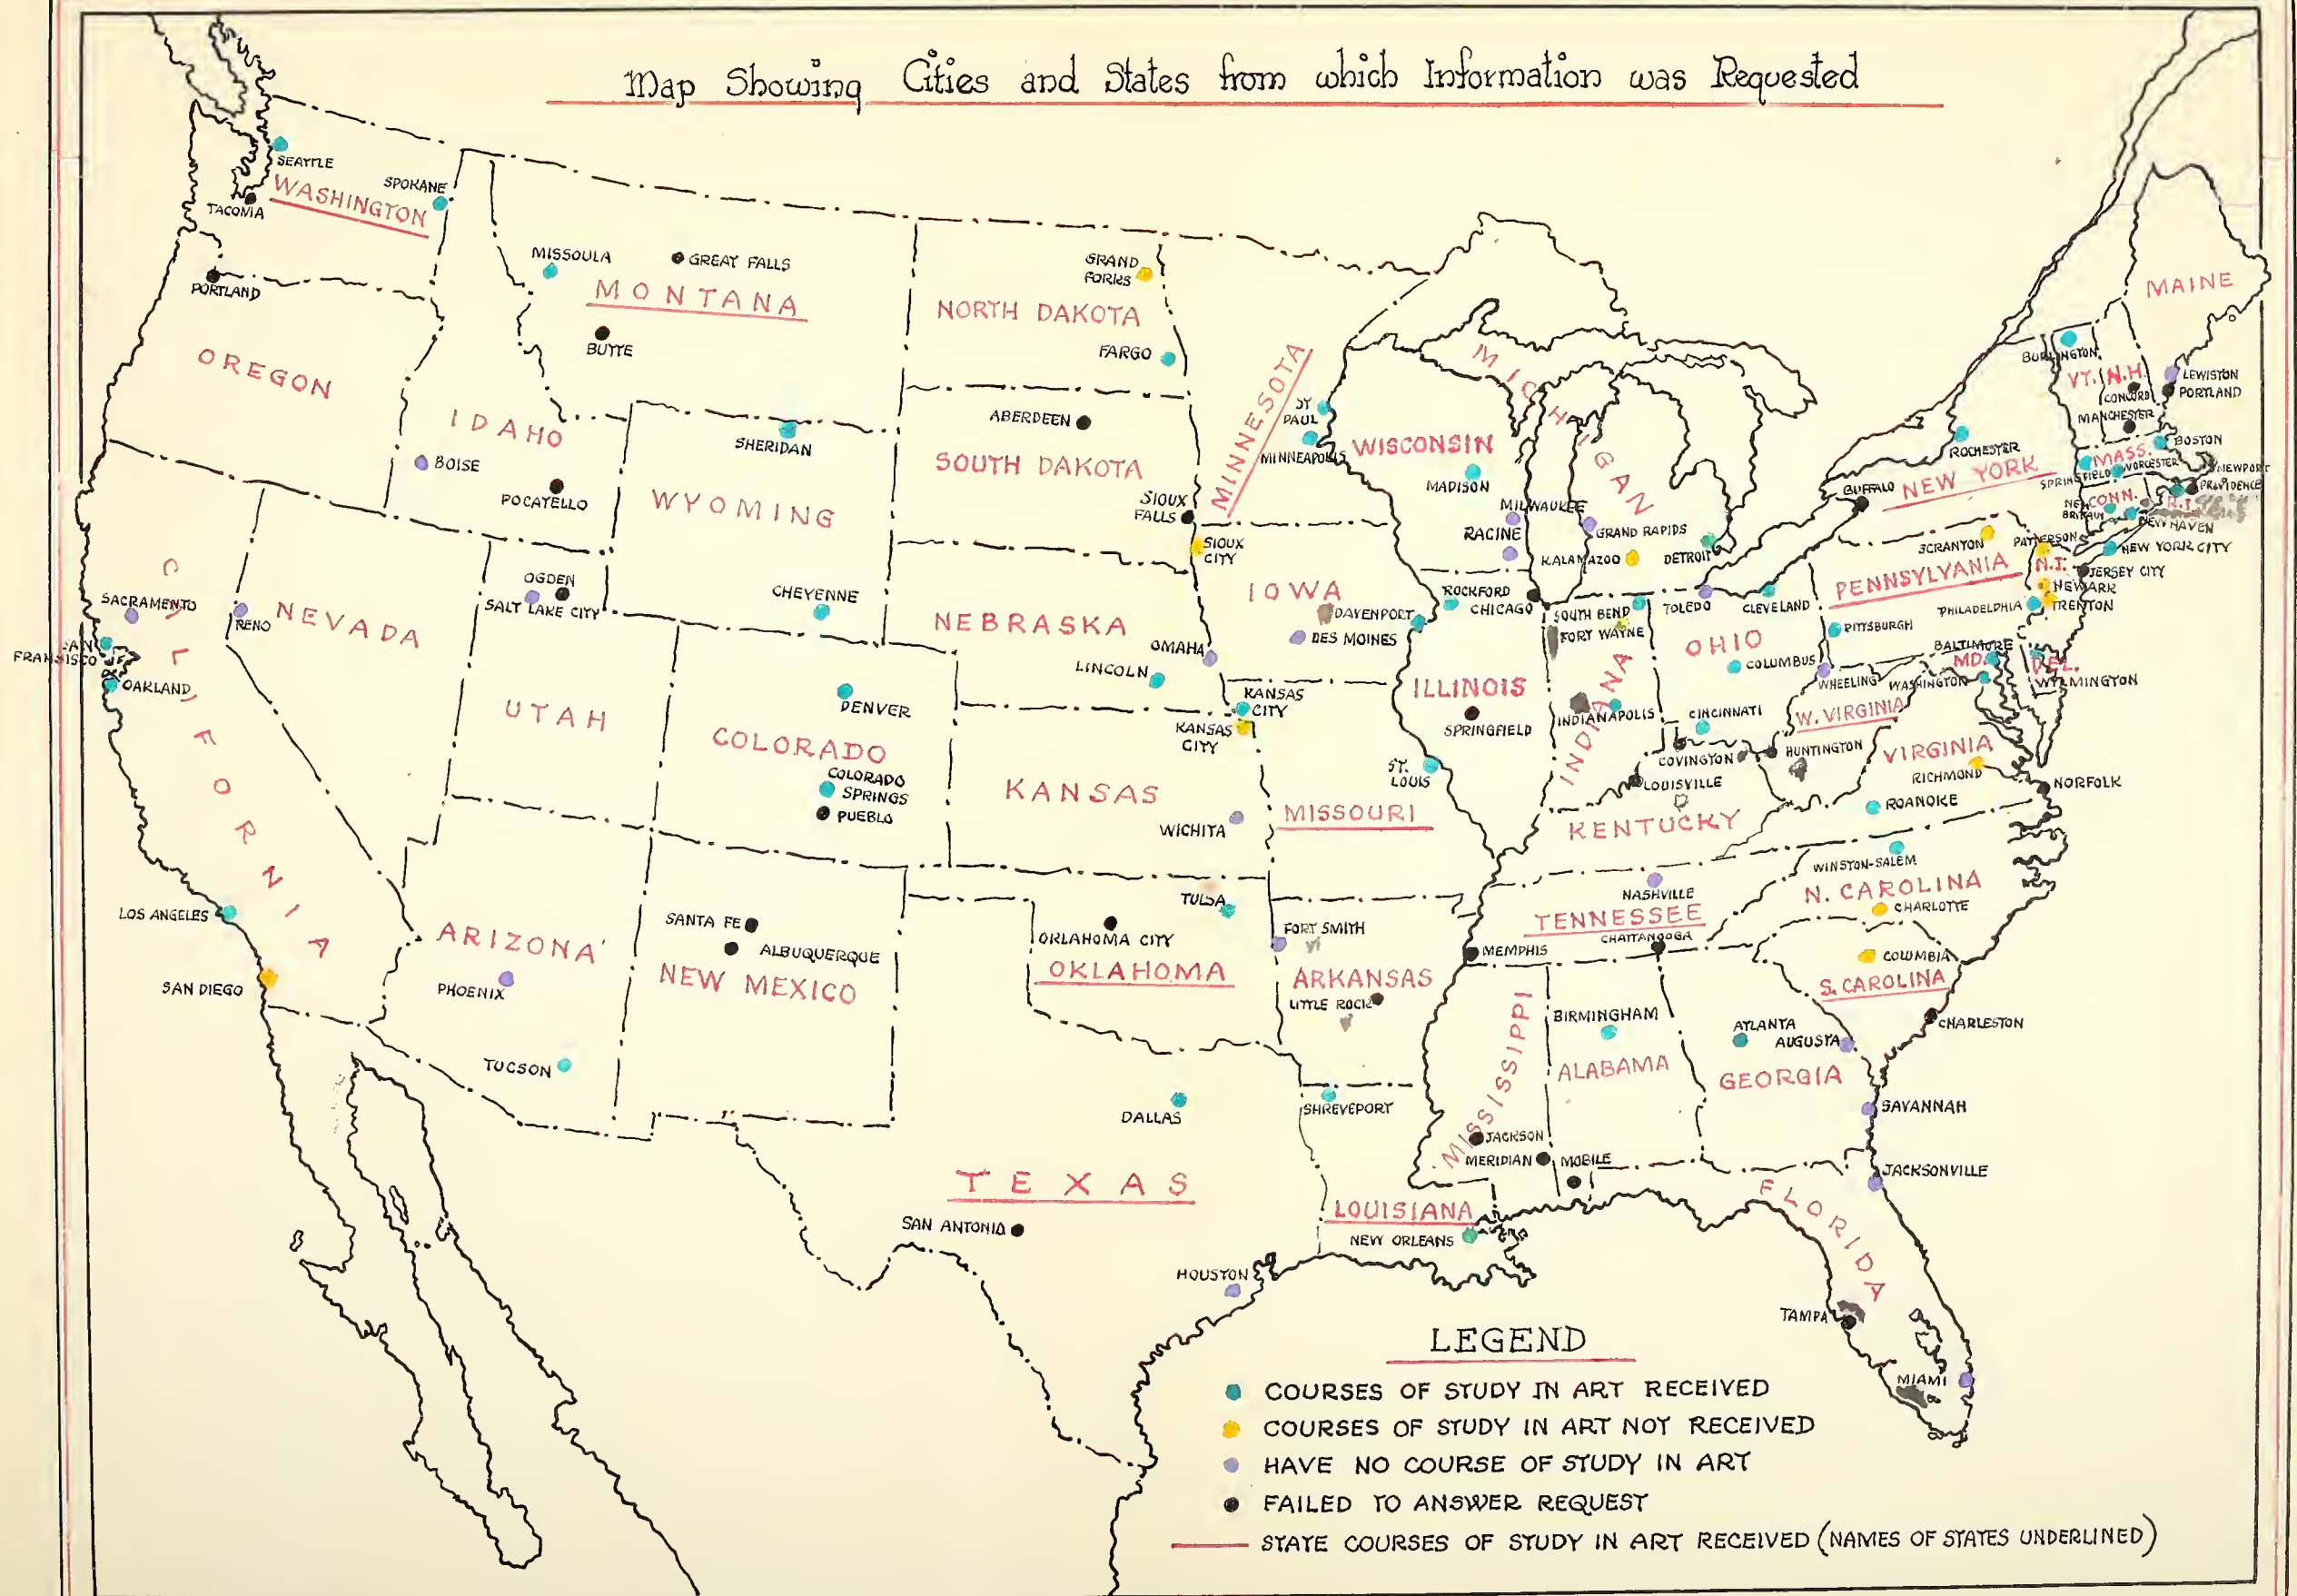 Map Showing Cities and States from which Information was Requested
SEATTLE
SPOKANE
WASHINGTON
TACOMA
PORTLAND
OREGON
MISSOULA
GREAT FALLS
MONTANA
BUTTE
IDAHO
BOISE
POCATELLO
SHERIDAN
WYOMING
CHEYENNE
GRAND
FORKS
NORTH DAKOTA
FARGO
ABERDEEN
SOUTH DAKOTA
SIOUX
FALLS
MINNESOTA
ST
PAUL
MINNEAPOLIS
WISCONSIN
MADISON
MILWAUKEE
RACINE
MICHIGAN
GRAND RAPIDS
KALAMAZOO
DETROIT
SACRAMENTO
SAN
FRANSISCO
OAKLAND
CALIFORNIA
LOS ANGELES
SAN DIEGO
RENO
NEVADA
OGDEN
SALT LAKE CITY
UTAH
DENVER
COLORADO
COLORADO
SPRINGS
PUEBLO
NEBRASKA
OMAHA
LINCOLN
SIOUX
CITY
IOWA
DAVENPORT
DES MOINES
KANSAS
CITY
KANSAS
CITY
KANSAS
WICHITA
ST.
LOUIS
MISSOURI
ROCKFORD
CHICAGO
ILLINOIS
SPRINGFIELD
SOUTH BEND
FORT WAYNE
INDIANAPOLIS
INDIANA
TOLEDO
CLEVELAND
OHIO
COLUMBUS
CINCINNATI
COVINGTON
LOUISVILLE
KENTUCKY
HUNTINGTON
WHEELING
W. VIRGINIA
VIRGINIA
RICHMOND
NORFOLK
ROANOKE
MAINE
BURLINGTON
VT.
N.H.
LEWISTON
PORTLAND
CONCORD
MANCHESTER
BOSTON
MASS.
WORCESTER
SPRINGFIELD
NEWPORT
PROVIDENCE
CONN.
R.I.
NEW
BRITAIN
NEW HAVEN
ROCHESTER
NEW YORK
BUFFALO
NEW YORK CITY
SCRANTON
PATTERSON
PENNSYLVANIA
N.J.
JERSEY CITY
NEWARK
TRENTON
PHILADELPHIA
PITTSBURGH
BALTIMORE
MD.
DEL.
WASHINGTON
WILMINGTON
ARIZONA
PHOENIX
TUCSON
SANTA FE
ALBUQUERQUE
NEW MEXICO
TULSA
ORLAHOMA CITY
OKLAHOMA
FORT SMITH
ARKANSAS
LITTLE ROCK
NASHVILLE
TENNESSEE
CHATTANOOGA
MEMPHIS
WINSTON-SALEM
N. CAROLINA
CHARLOTTE
COLUMBIA
S. CAROLINA
CHARLESTON
MISSISSIPPI
JACKSON
MERIDIAN
BIRMINGHAM
ALABAMA
MOBILE
ATLANTA
AUGUSTA
GEORGIA
SAVANNAH
JACKSONVILLE
FLORIDA
TAMPA
MIAMI
DALLAS
TEXAS
SAN ANTONIO
HOUSTON
SHREVEPORT
LOUISIANA
NEW ORLEANS
LEGEND
COURSES OF STUDY IN ART RECEIVED
COURSES OF STUDY IN ART NOT RECEIVED
HAVE NO COURSE OF STUDY IN ART
FAILED TO ANSWER REQUEST
STATE COURSES OF STUDY IN ART RECEIVED (NAMES OF STATES UNDERLINED)